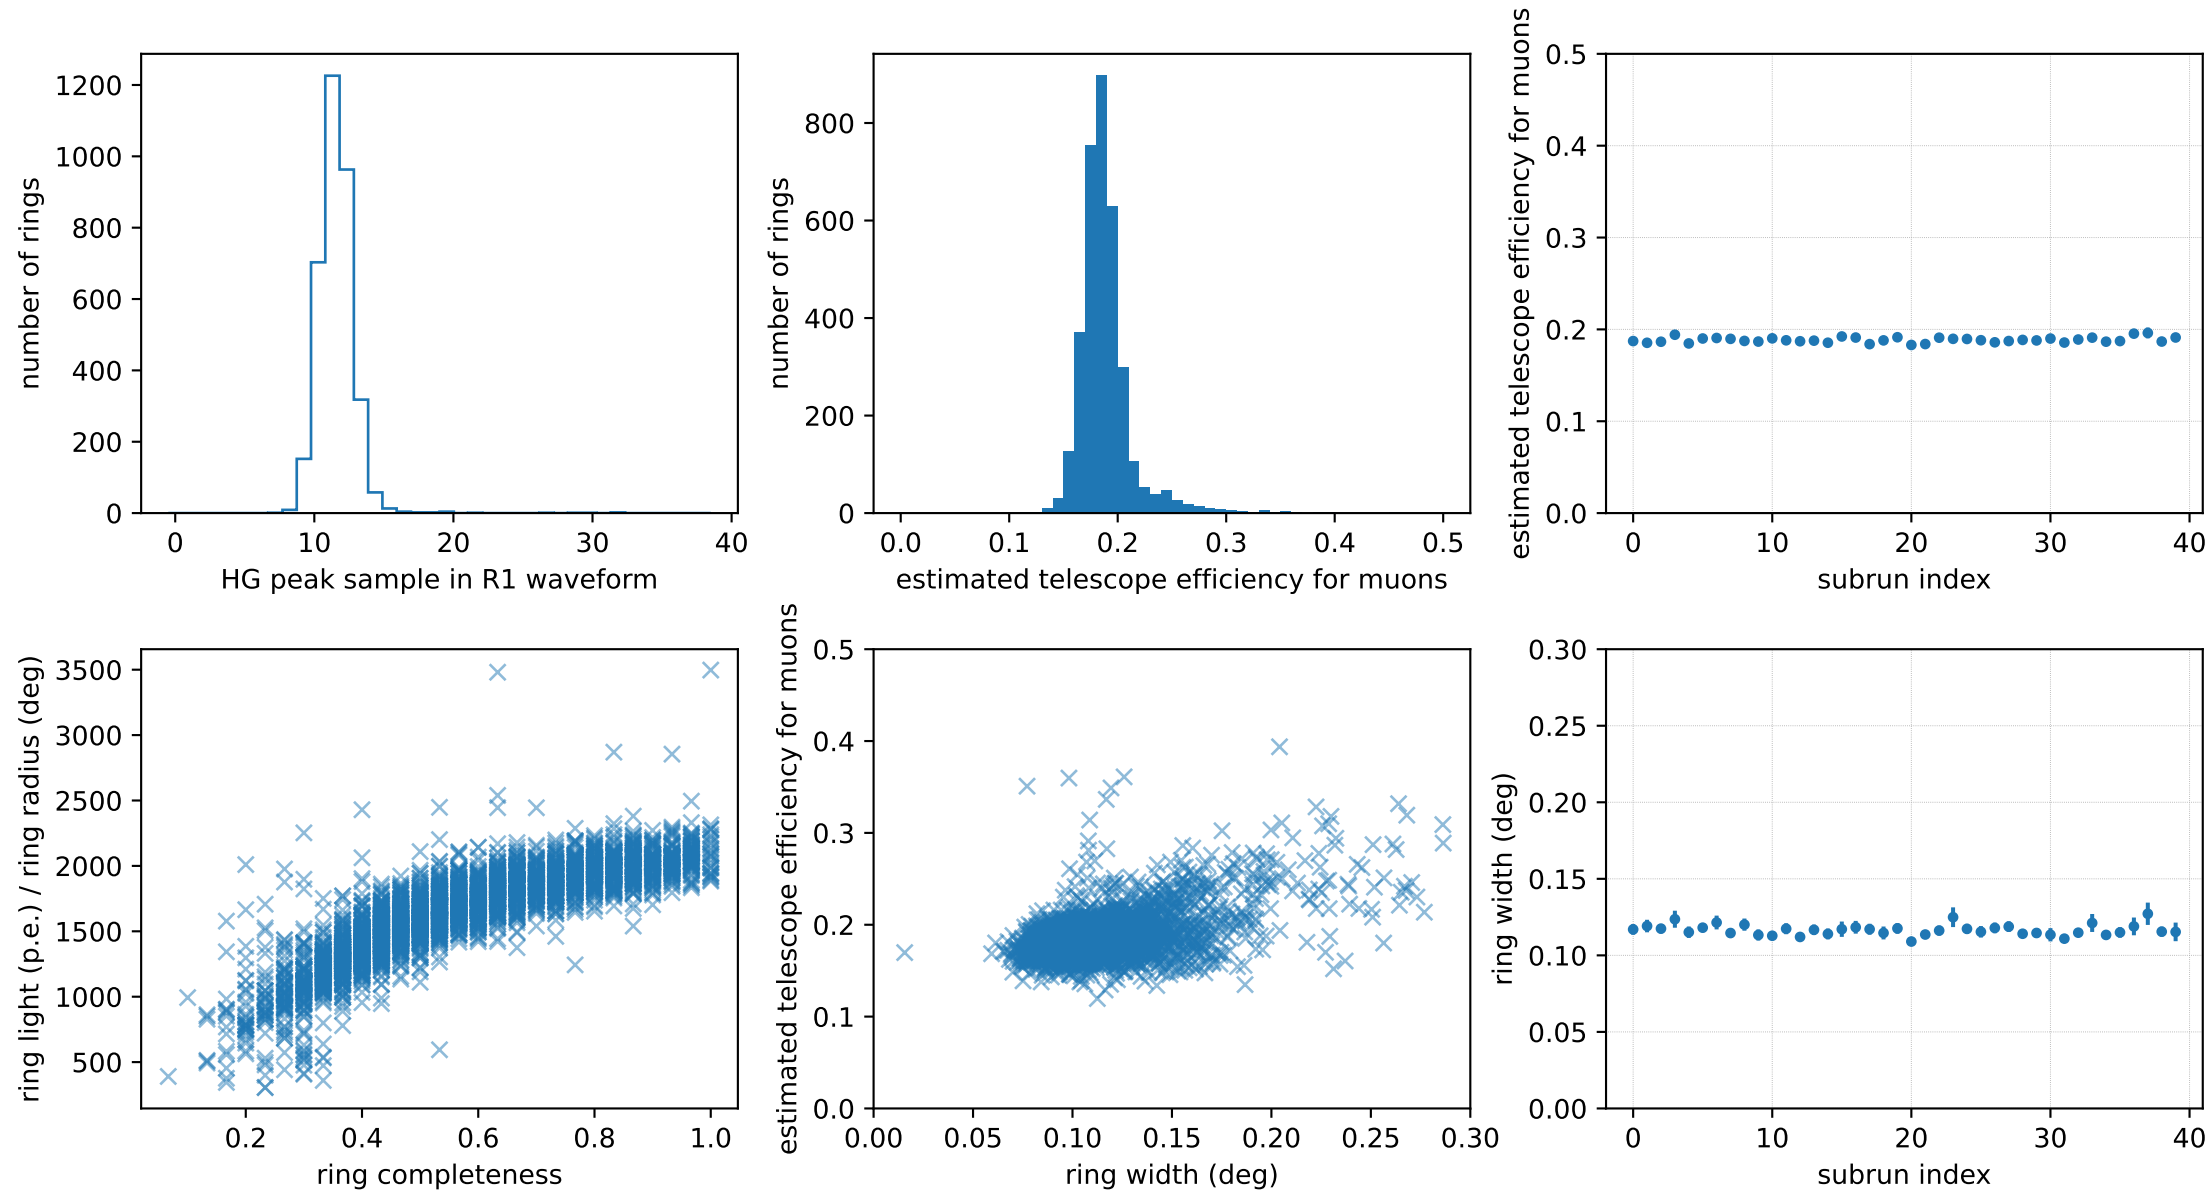 number of rings
1200
1000
800
600
400
200
0
0 10 20 30 40
HG peak sample in R1 waveform
number of rings
800
600
400
200
0
0.0 0.1 0.2 0.3 0.4 0.5
estimated telescope efficiency for muons
estimated telescope efficiency for muons
0.5
0.4
0.3
0.2
0.1
0.0
0 10 20 30 40
subrun index
ring light (p.e.) / ring radius (deg)
3500
3000
2500
2000
1500
1000
500
0.2 0.4 0.6 0.8 1.0
ring completeness
estimated telescope efficiency for muons
0.5
0.4
0.3
0.2
0.1
0.0
0.00 0.05 0.10 0.15 0.20 0.25 0.30
ring width (deg)
ring width (deg)
0.30
0.25
0.20
0.15
0.10
0.05
0.00
0 10 20 30 40
subrun index